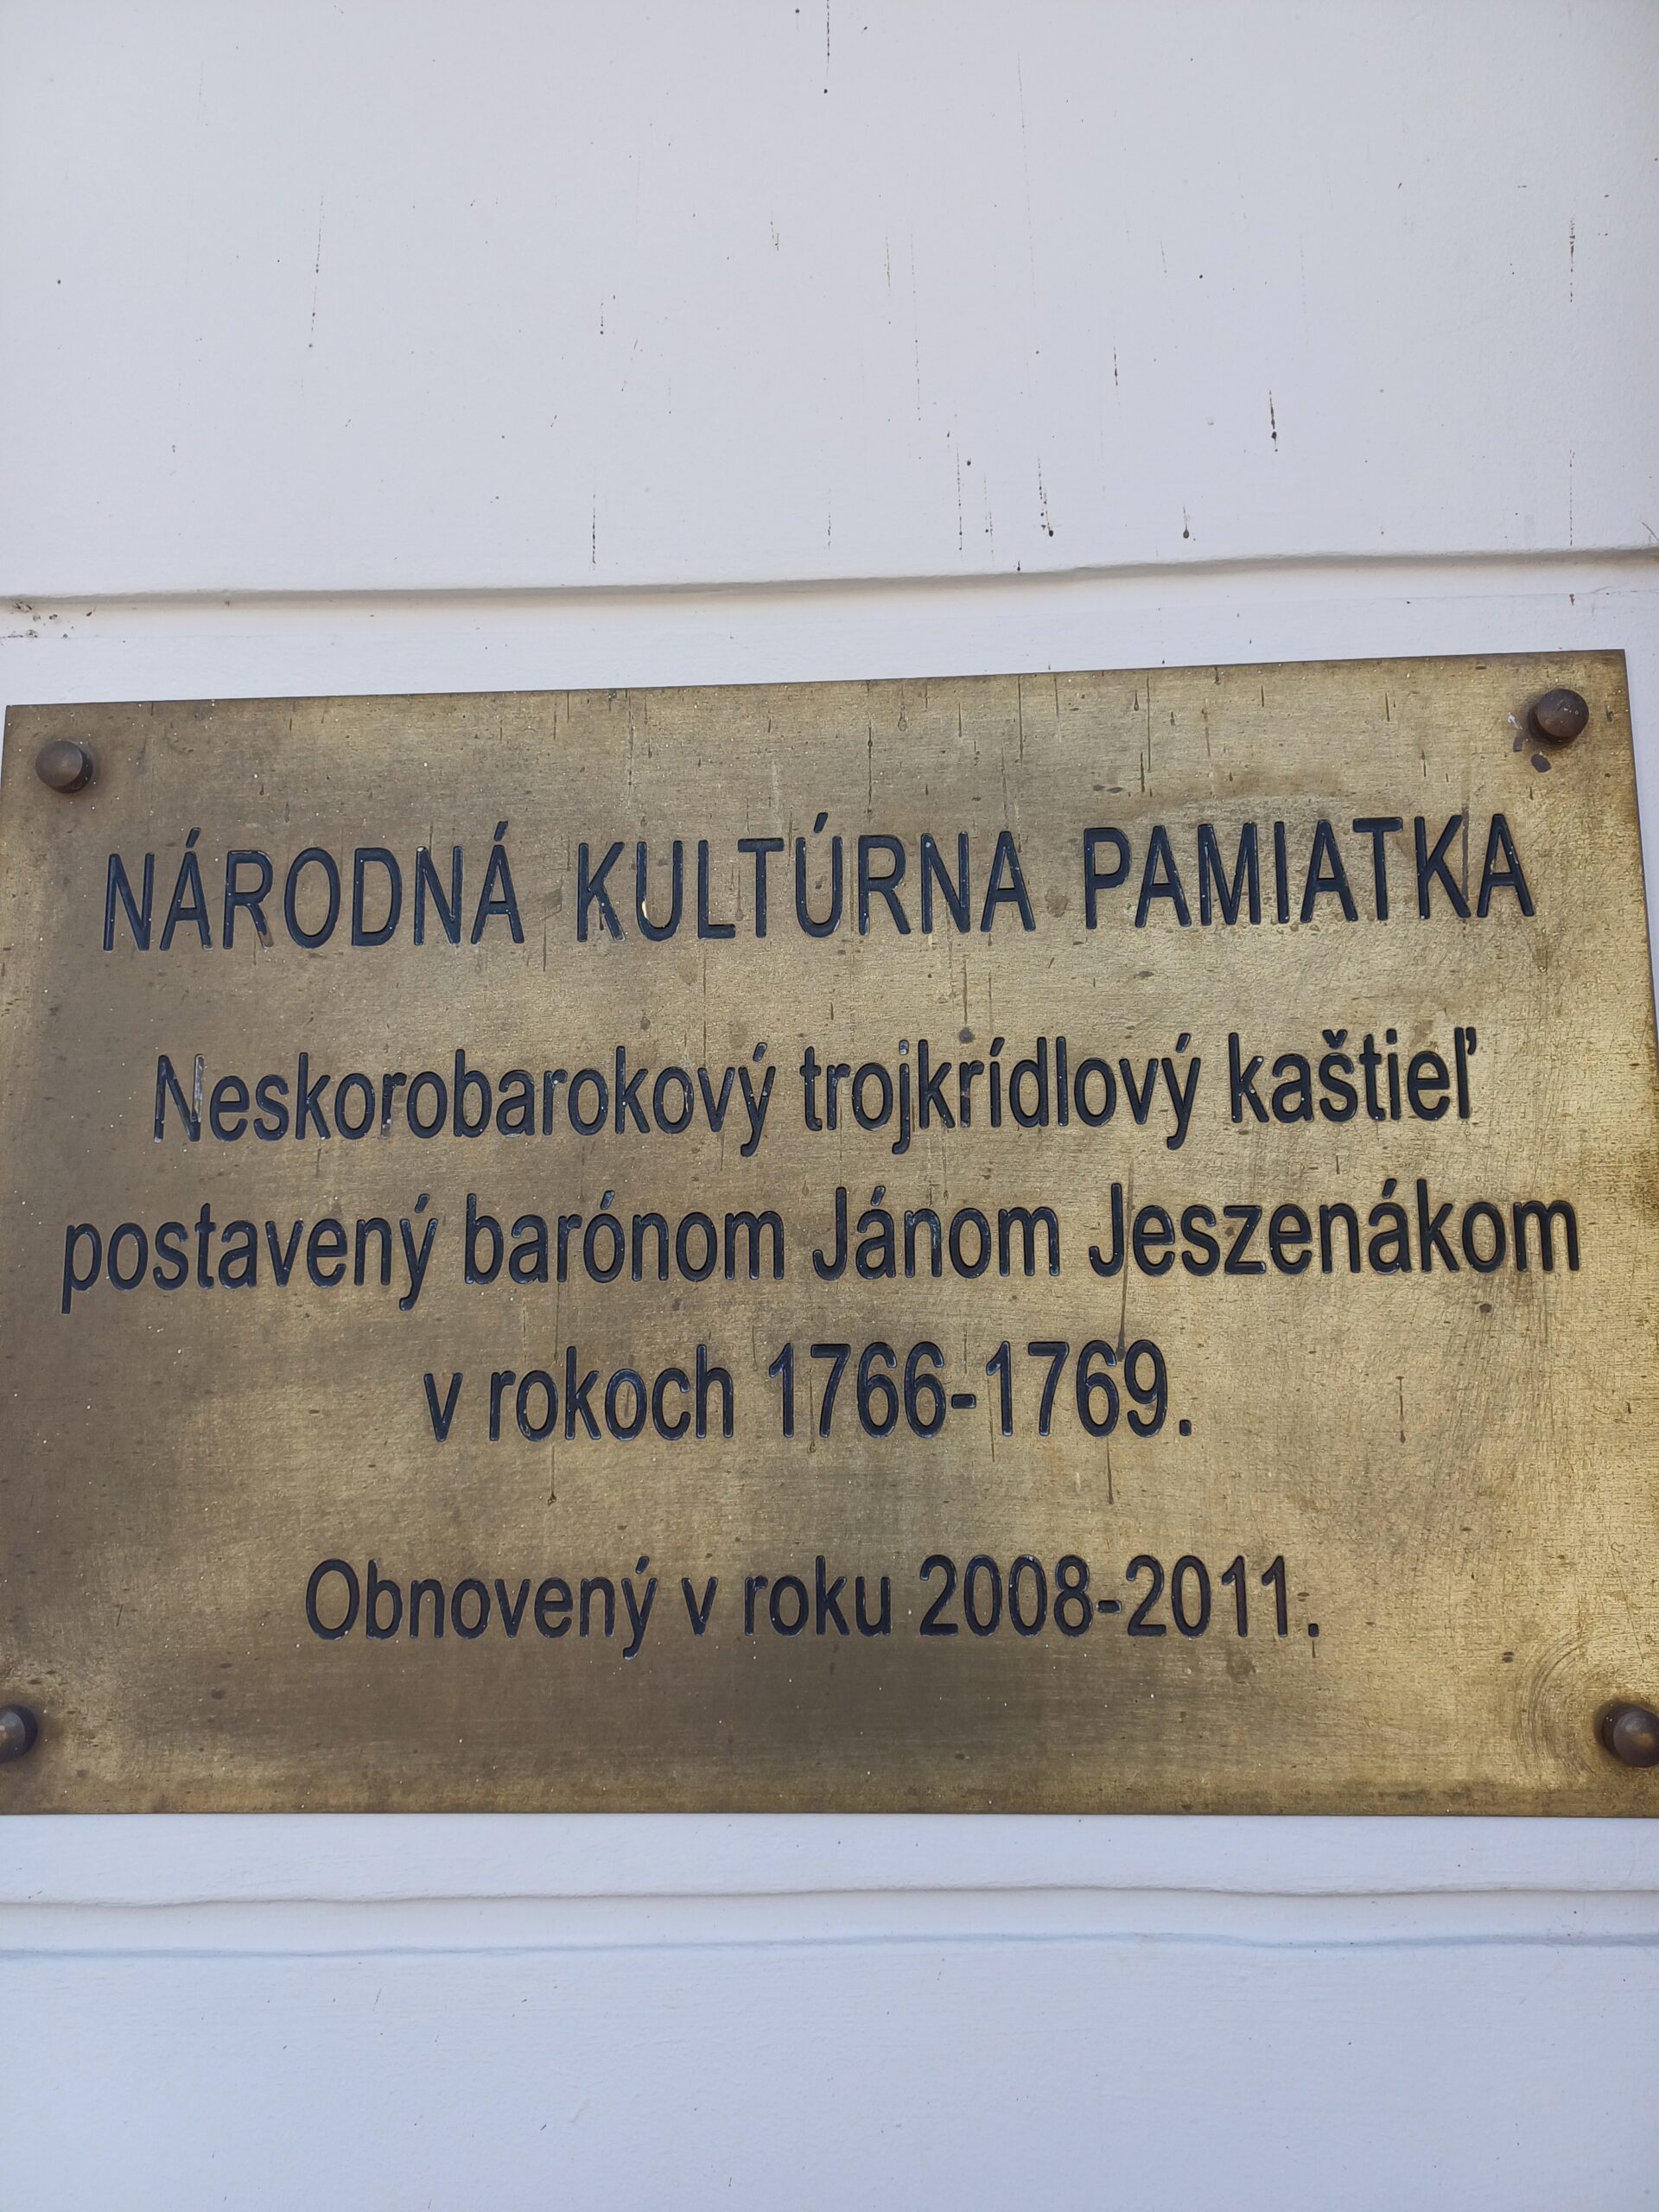 NÁRODNÁ KULTÚRNA PAMIATKA
Neskorobarokový trojkrídlový kaštieľ
postavený barónom Jánom Jeszenákom
v rokoch 1766-1769.
Obnovený v roku 2008-2011.